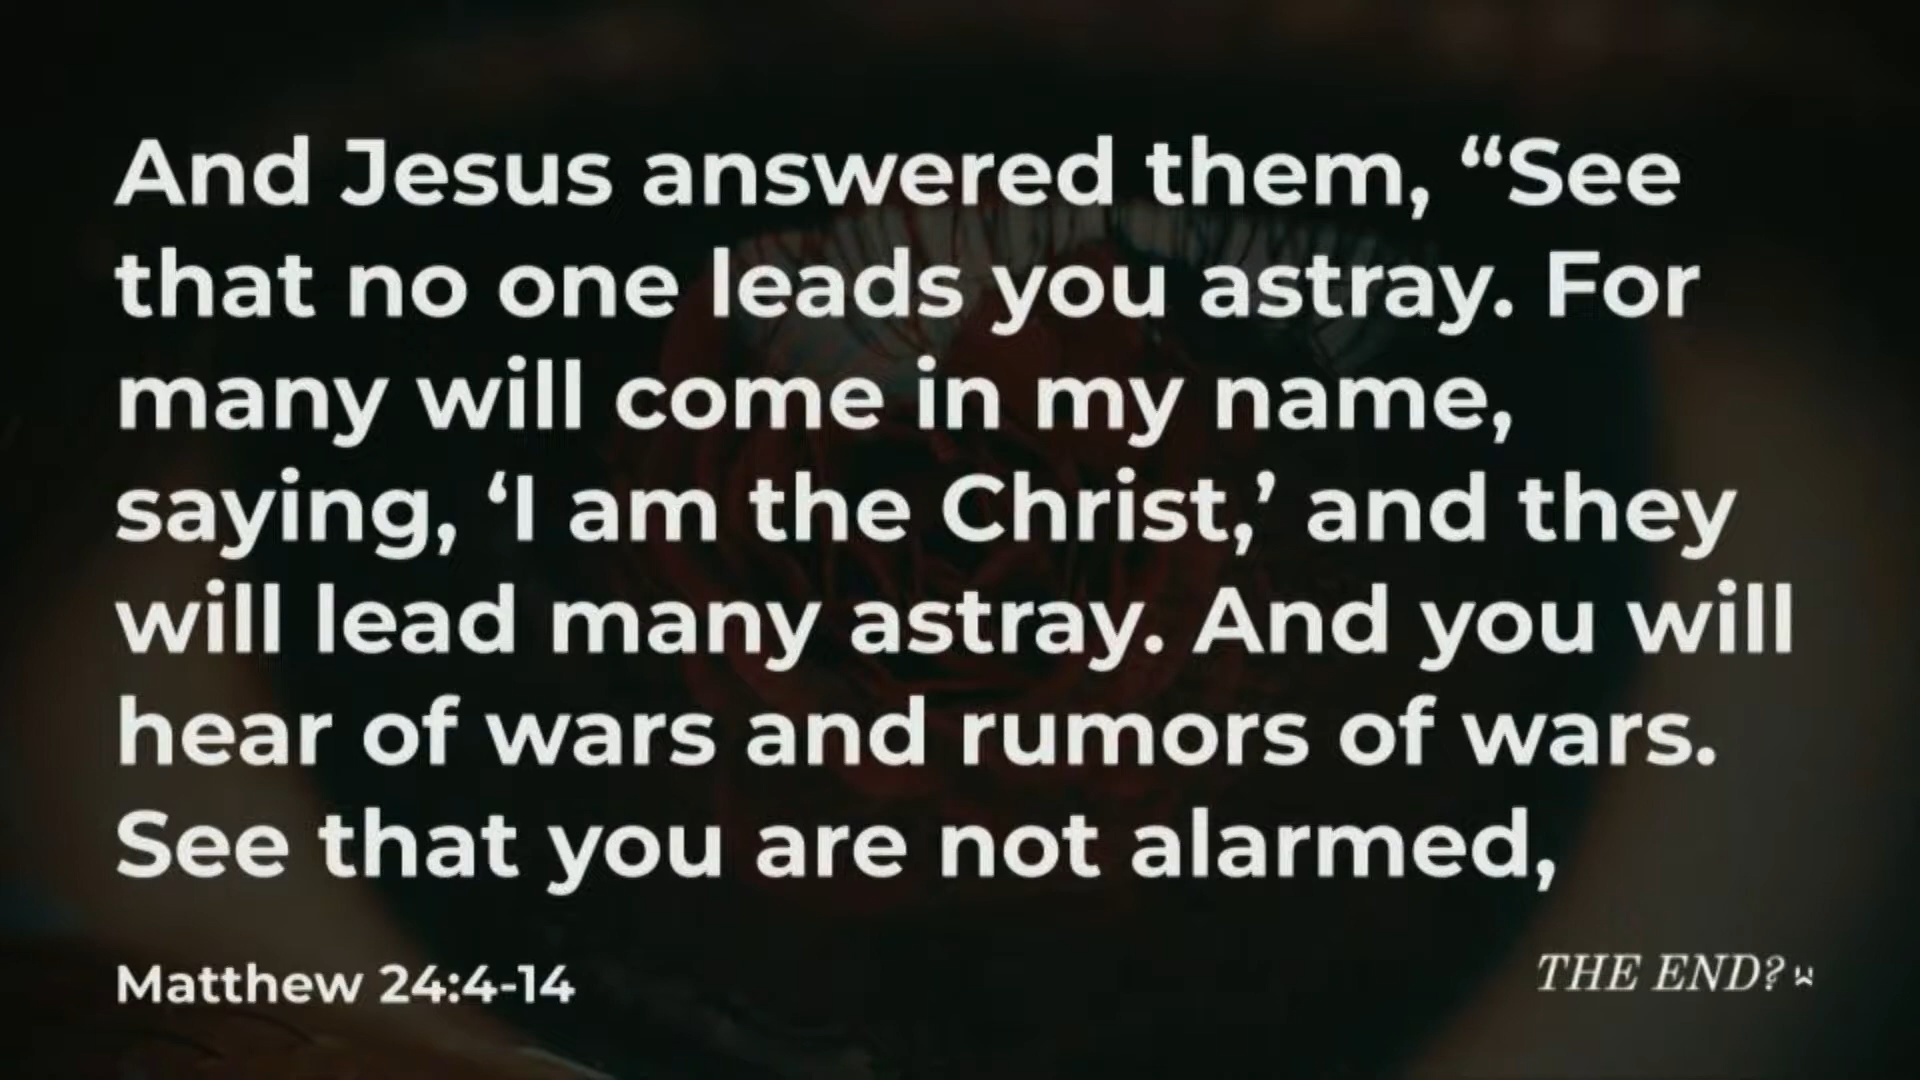 And Jesus answered them, “See
that no one leads you astray. For
many will come in my name,
saying, ‘I am the Christ,’ and they
will lead many astray. And you will
hear of wars and rumors of wars.
See that you are not alarmed,
Matthew 24:4-14
THE END?